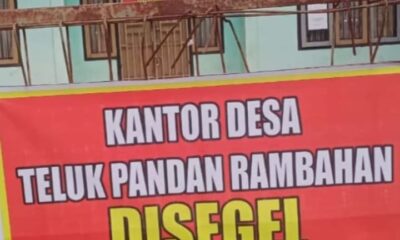 KANTOR DESA
TELUK PANDAN RAMBAHAN
DISEGEL